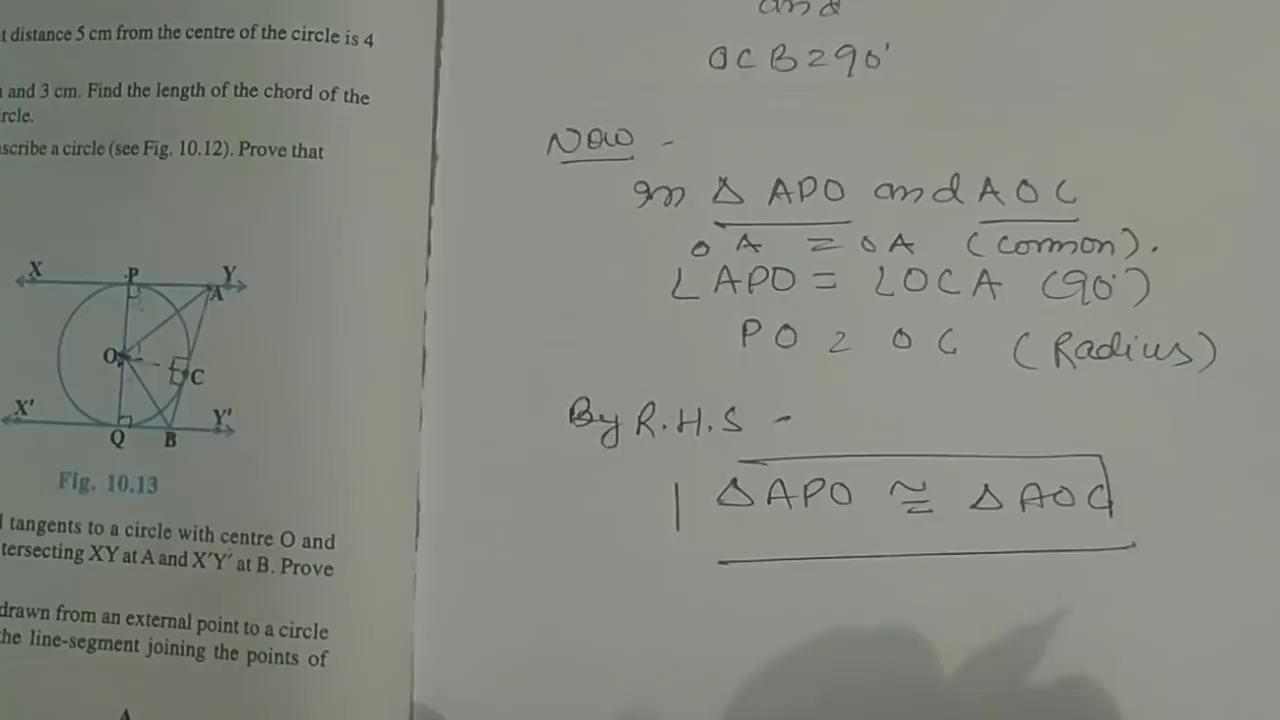 t distance 5 cm from the centre of the circle is 4
and 3 cm. Find the length of the chord of the
rcle.
scribe a circle (see Fig. 10.12). Prove that
X P Y
A
O
C
X' Y'
Q B
Fig. 10.13
l tangents to a circle with centre O and
tersecting XY at A and X'Y' at B. Prove
drawn from an external point to a circle
he line-segment joining the points of
A
and
OCB=90°
Now -
In Δ APO and AOC
OA = OA (common).
∠APO = ∠OCA (90°)
PO = OC (Radius)
By R.H.S -
ΔAPO ≅ ΔAOC